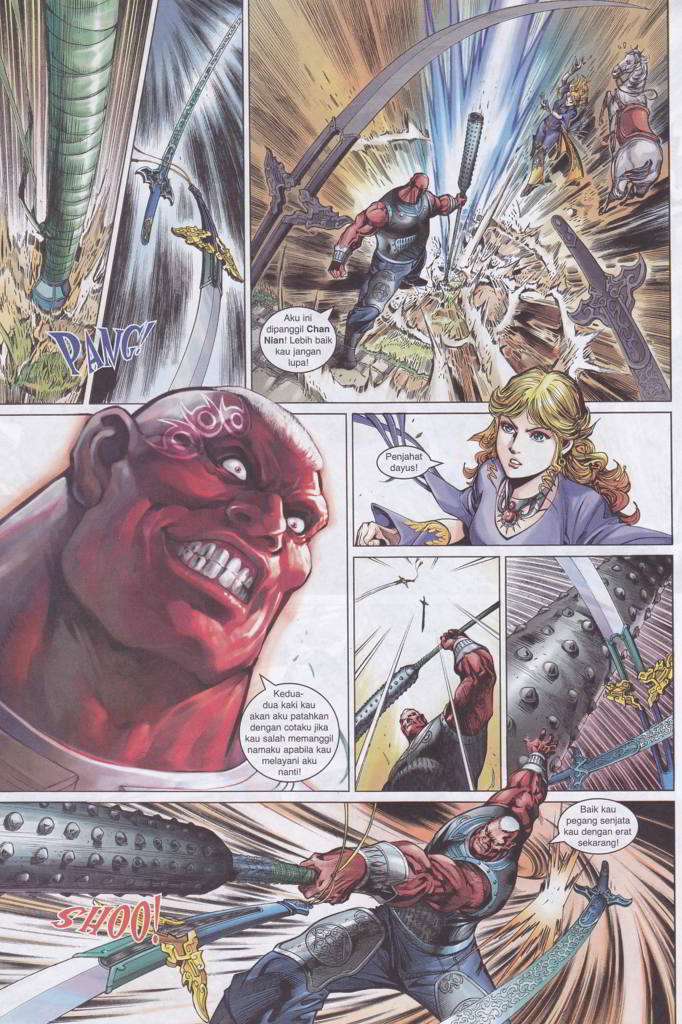 PANG!
Aku ini
dipanggil Chan
Nian! Lebih baik
kau jangan
lupa!
Penjahat
dayus!
Kedua-
dua kaki kau
akan aku patahkan
dengan cotaku jika
kau salah memanggil
namaku apabila kau
melayani aku
nanti!
Baik kau
pegang senjata
kau dengan erat
sekarang!
SHOO!